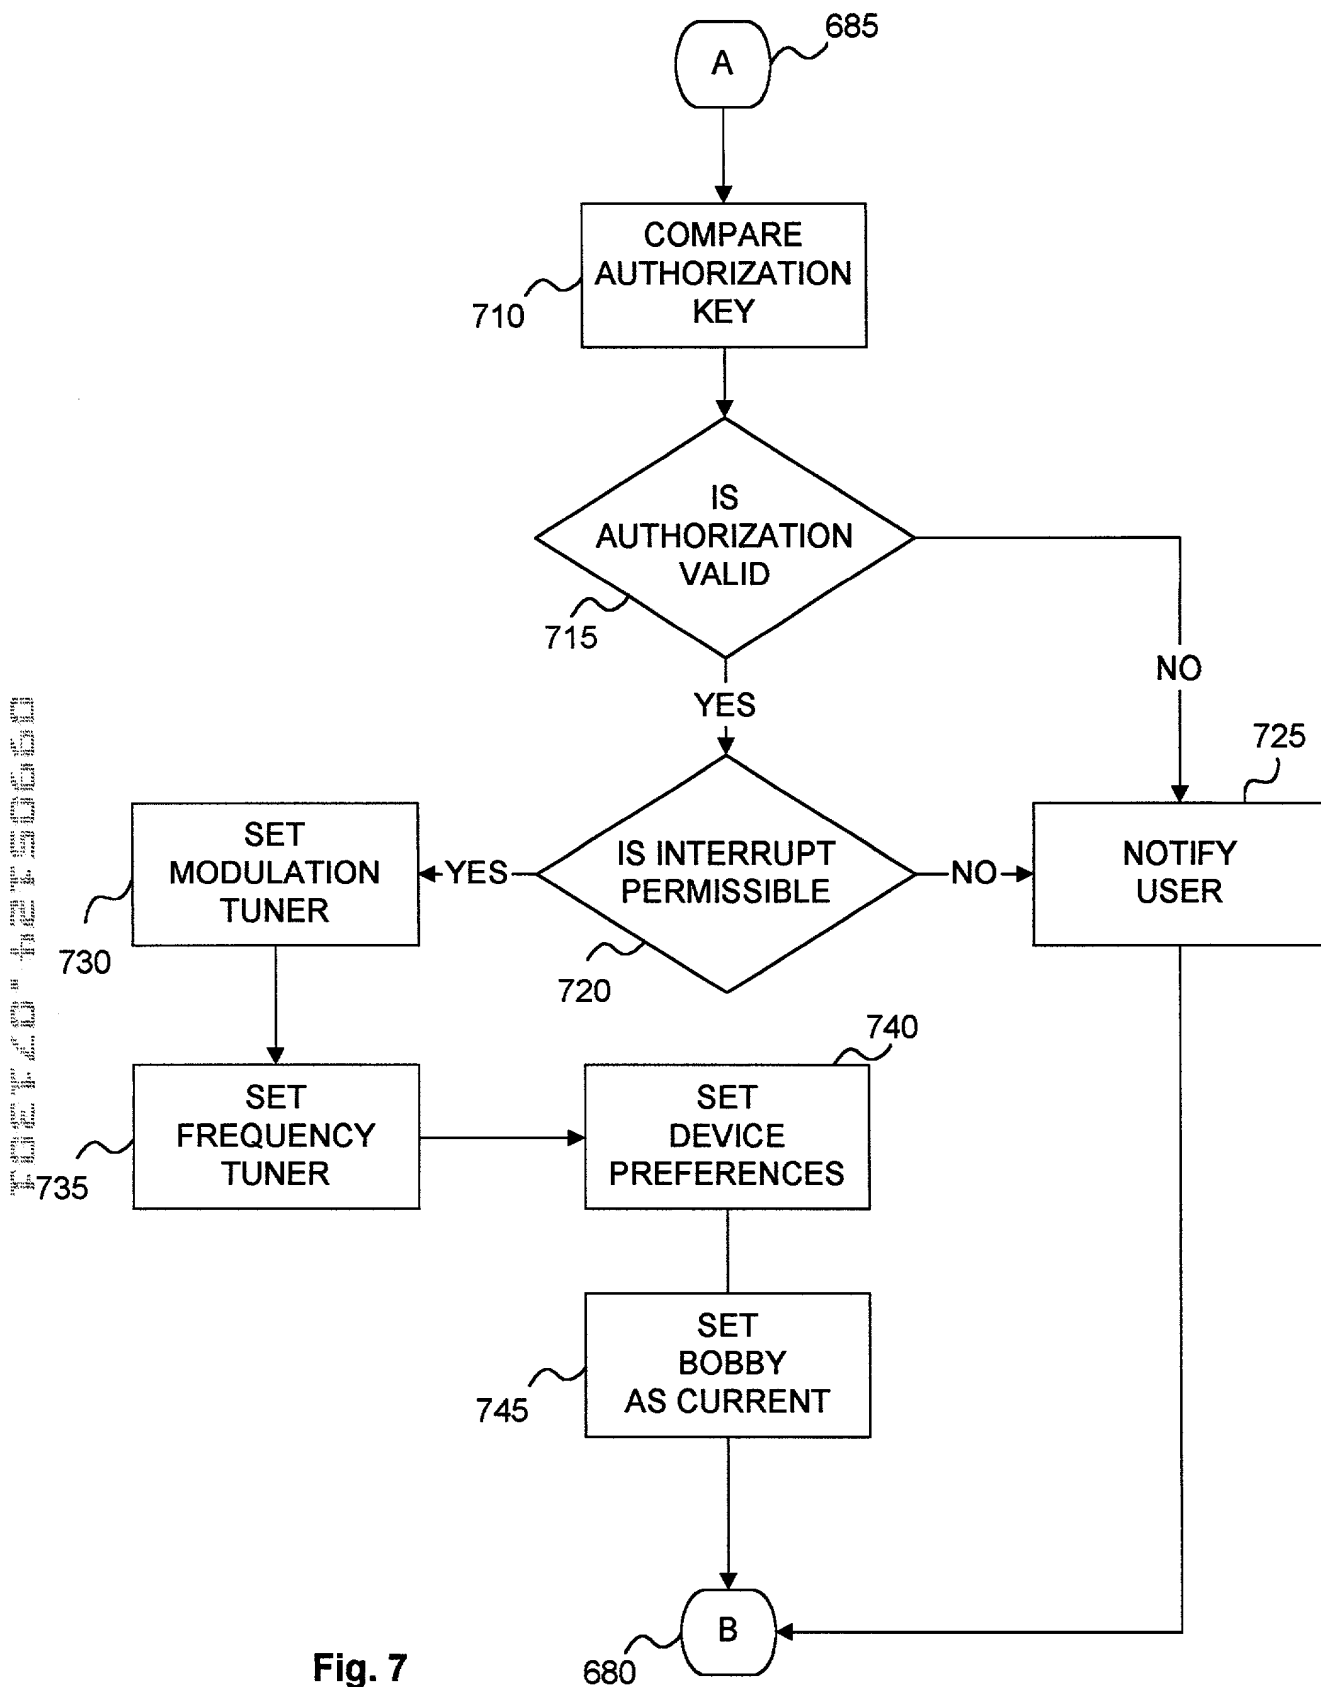 A
685
COMPARE
AUTHORIZATION
KEY
710
IS
AUTHORIZATION
VALID
715
NO
YES
725
SET
MODULATION
TUNER
730
YES
IS INTERRUPT
PERMISSIBLE
720
NO
NOTIFY
USER
740
SET
FREQUENCY
TUNER
735
SET
DEVICE
PREFERENCES
SET
BOBBY
AS CURRENT
745
B
680
Fig. 7